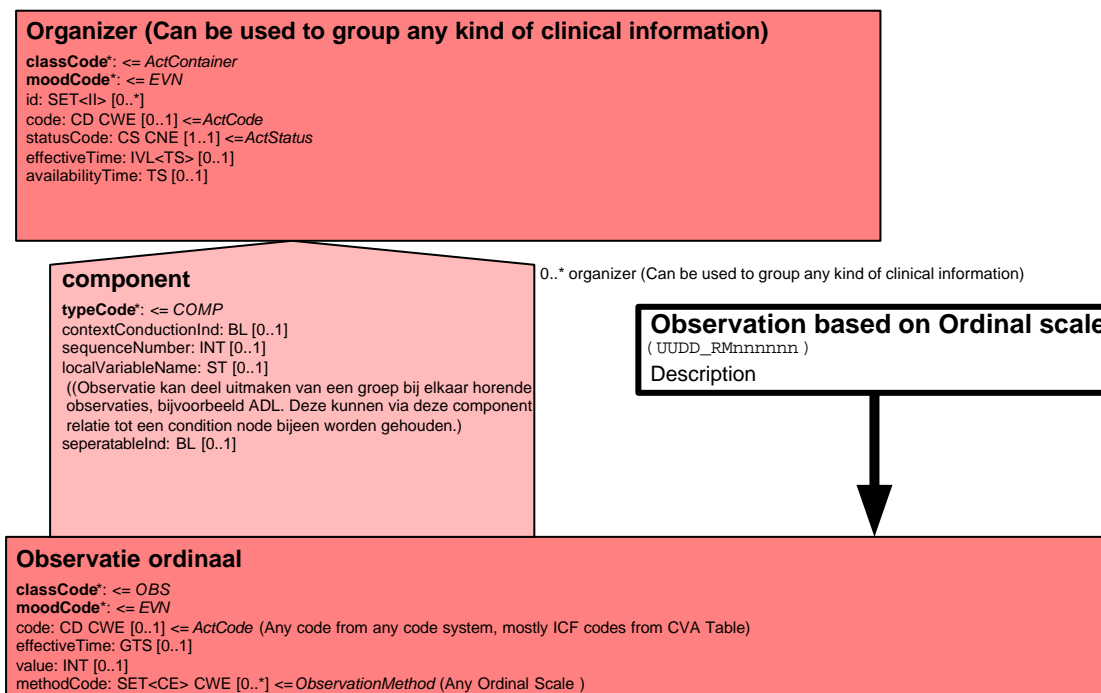 Organizer (Can be used to group any kind of clinical information)
classCode*: <= ActContainer
moodCode*: <= EVN
id: SET<II> [0..*]
code: CD CWE [0..1] <=ActCode
statusCode: CS CNE [1..1] <=ActStatus
effectiveTime: IVL<TS> [0..1]
availabilityTime: TS [0..1]
component
typeCode*: <= COMP
contextConductionInd: BL [0..1]
sequenceNumber: INT [0..1]
localVariableName: ST [0..1]
((Observatie kan deel uitmaken van een groep bij elkaar horende
observaties, bijvoorbeeld ADL. Deze kunnen via deze component
relatie tot een condition node bijeen worden gehouden.)
seperatableInd: BL [0..1]
0..* organizer (Can be used to group any kind of clinical information)
Observation based on Ordinal scale
(UUDD_RMnnnnnn)
Description
Observatie ordinaal
classCode*: <= OBS
moodCode*: <= EVN
code: CD CWE [0..1] <= ActCode (Any code from any code system, mostly ICF codes from CVA Table)
effectiveTime: GTS [0..1]
value: INT [0..1]
methodCode: SET<CE> CWE [0..*] <= ObservationMethod (Any Ordinal Scale )